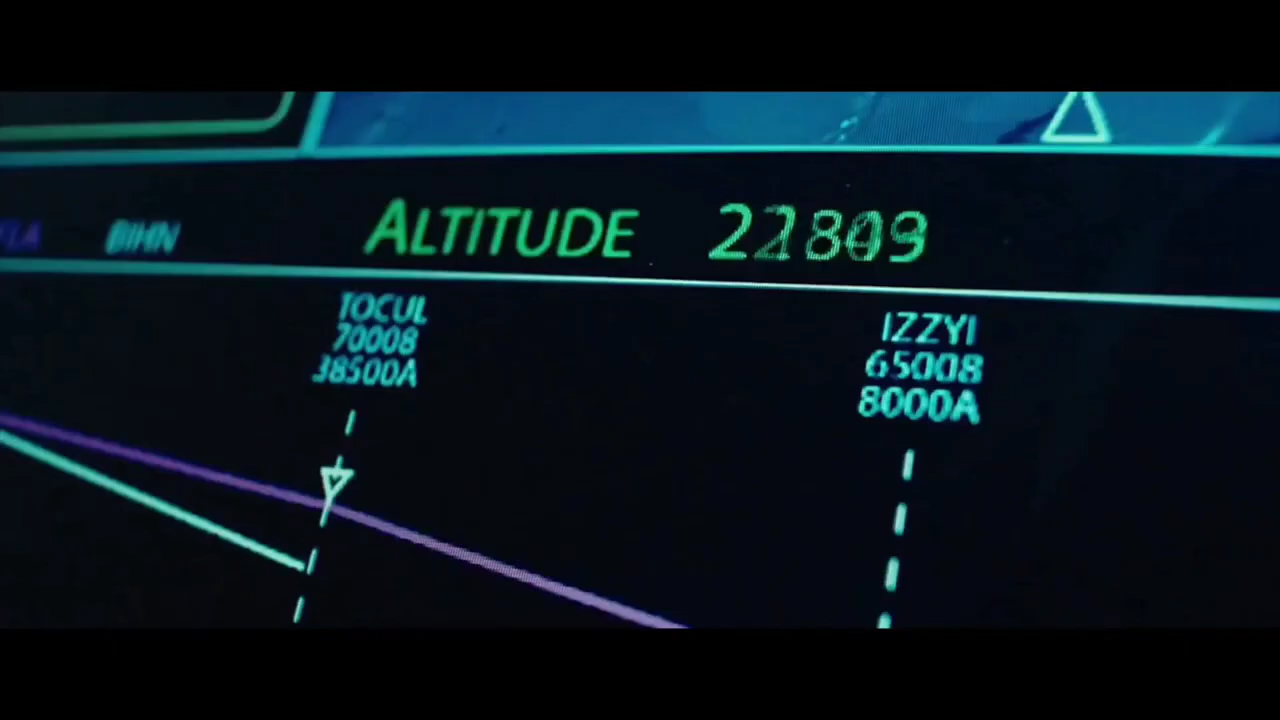 BIHN
ALTITUDE
TOCUL
70008
38500A
IZZYI
65008
8000A